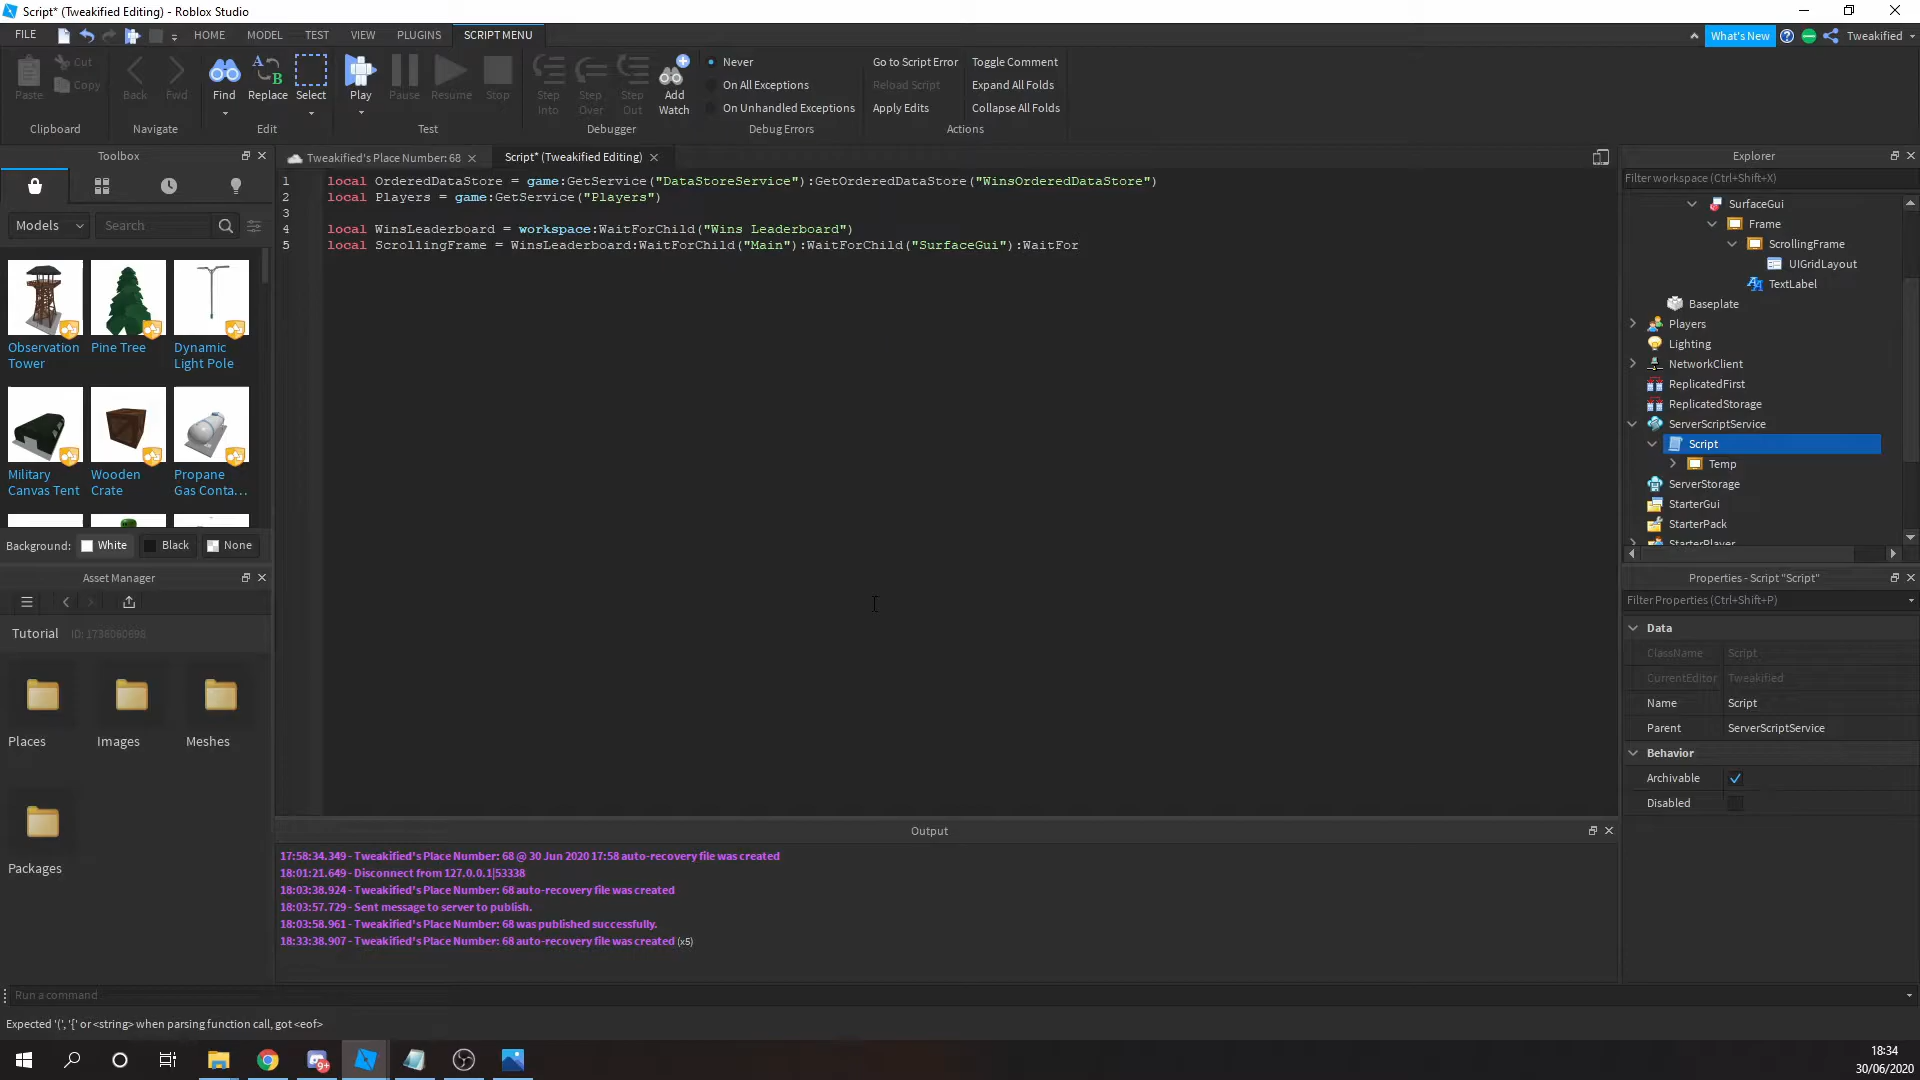 Script* (Tweakified Editing) - Roblox Studio
FILE
HOME
MODEL
TEST
VIEW
PLUGINS
SCRIPT MENU
What's New
Tweakified
Paste
Cut
Copy
Clipboard
Back
Fwd
Navigate
Find
Replace
Select
Edit
Play
Pause
Resume
Stop
Test
Step Into
Step Over
Step Out
Add Watch
Debugger
Never
On All Exceptions
On Unhandled Exceptions
Debug Errors
Go to Script Error
Reload Script
Apply Edits
Toggle Comment
Expand All Folds
Collapse All Folds
Actions
Toolbox
Models
Search
Observation
Tower
Pine Tree
Dynamic
Light Pole
Military
Canvas Tent
Wooden
Crate
Propane
Gas Conta...
Background:
White
Black
None
Asset Manager
Tutorial
ID: 1736060698
Places
Images
Meshes
Packages
Tweakified's Place Number: 68
Script* (Tweakified Editing)
1 local OrderedDataStore = game:GetService("DataStoreService"):GetOrderedDataStore("WinsOrderedDataStore")
2 local Players = game:GetService("Players")
3
4 local WinsLeaderboard = workspace:WaitForChild("Wins Leaderboard")
5 local ScrollingFrame = WinsLeaderboard:WaitForChild("Main"):WaitForChild("SurfaceGui"):WaitFor
Output
17:58:34.349 - Tweakified's Place Number: 68 @ 30 Jun 2020 17:58 auto-recovery file was created
18:01:21.649 - Disconnect from 127.0.0.1|53338
18:03:38.924 - Tweakified's Place Number: 68 auto-recovery file was created
18:03:57.729 - Sent message to server to publish.
18:03:58.961 - Tweakified's Place Number: 68 was published successfully.
18:33:38.907 - Tweakified's Place Number: 68 auto-recovery file was created (x5)
Explorer
Filter workspace (Ctrl+Shift+X)
SurfaceGui
Frame
ScrollingFrame
UIGridLayout
TextLabel
Baseplate
Players
Lighting
NetworkClient
ReplicatedFirst
ReplicatedStorage
ServerScriptService
Script
Temp
ServerStorage
StarterGui
StarterPack
StarterPlayer
Properties - Script "Script"
Filter Properties (Ctrl+Shift+P)
Data
ClassName Script
CurrentEditor Tweakified
Name Script
Parent ServerScriptService
Behavior
Archivable
Disabled
Run a command
Expected '(', '{' or <string> when parsing function call, got <eof>
9+
18:34
30/06/2020